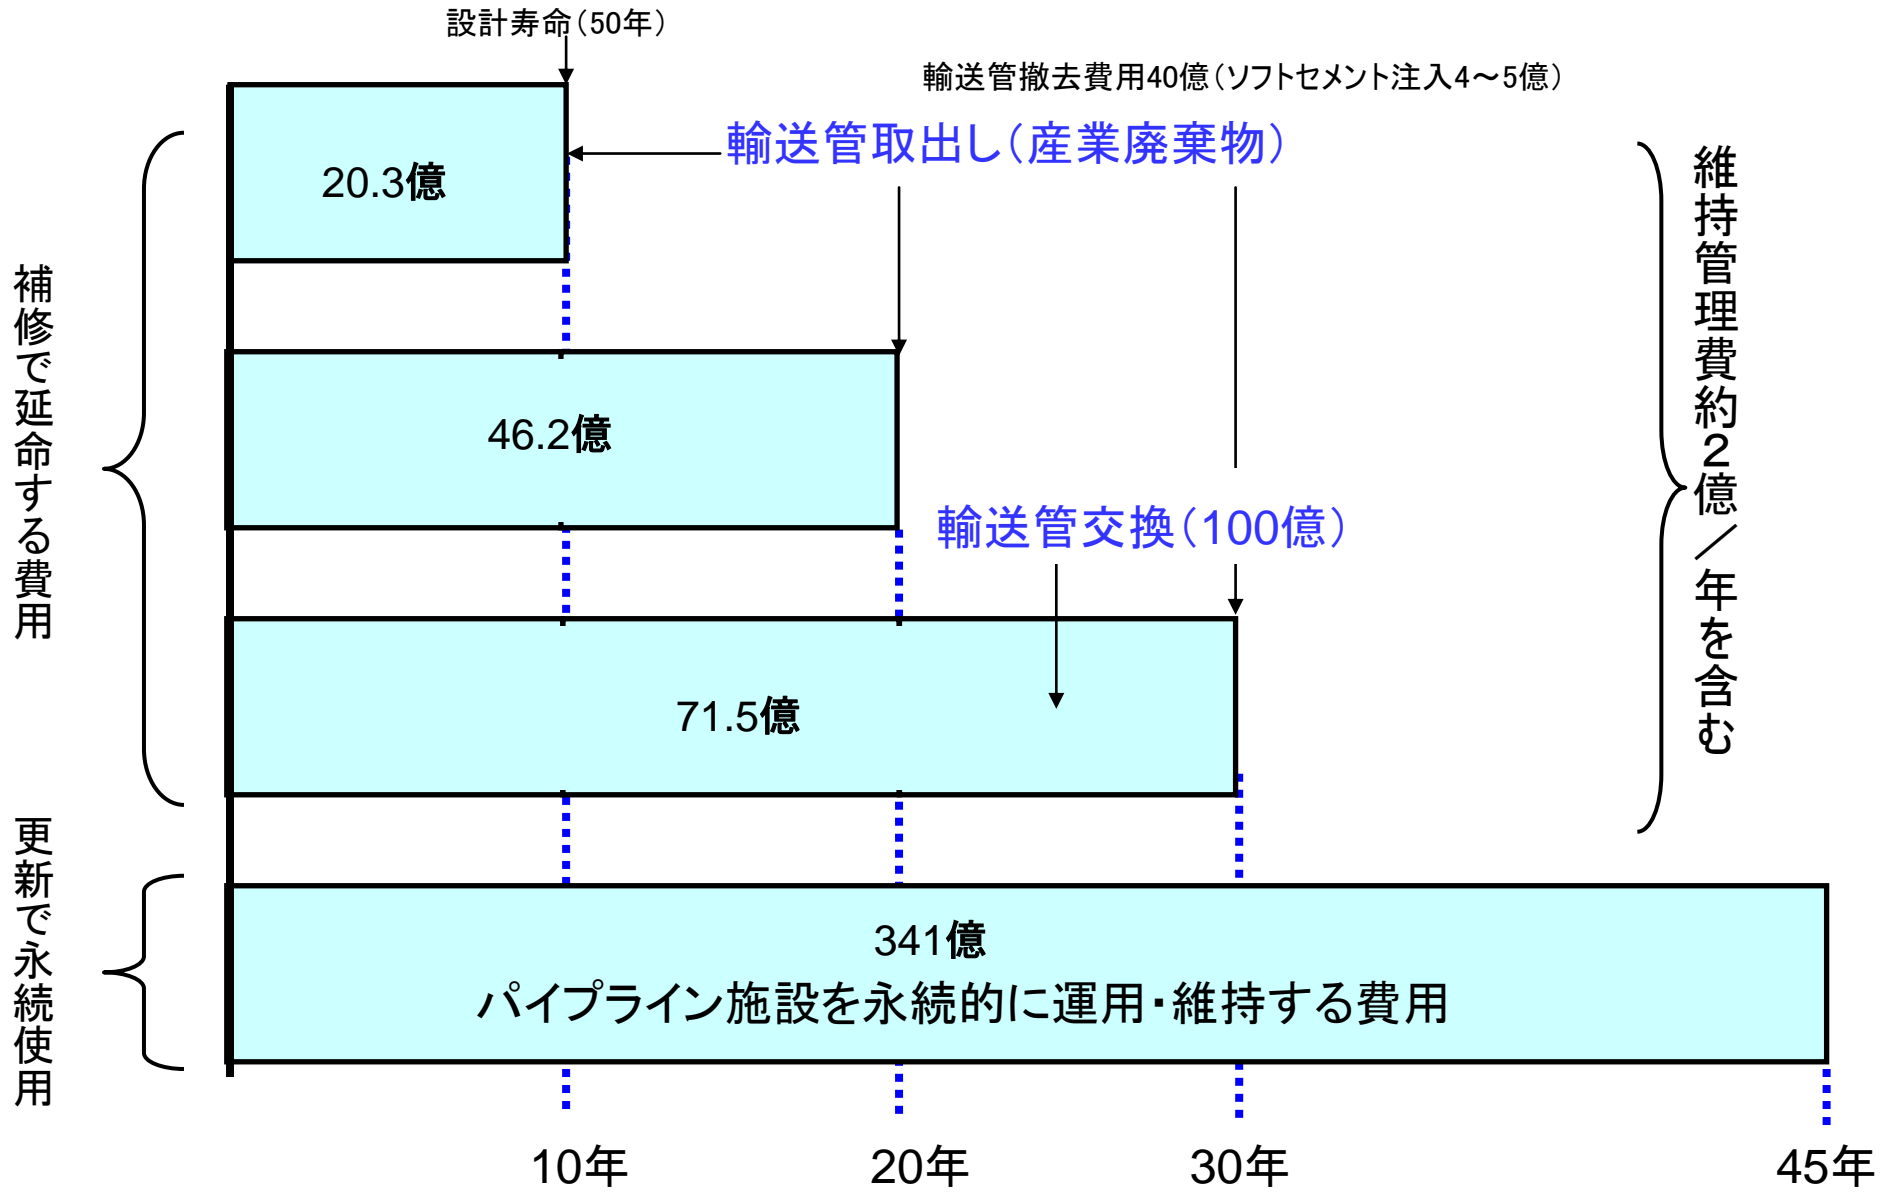 設計寿命(50年)
輸送管撤去費用40億(ソフトセメント注入4～5億)
輸送管取出し(産業廃棄物)
20.3億
46.2億
輸送管交換(100億)
71.5億
341億
パイプライン施設を永続的に運用・維持する費用
補修で延命する費用
更新で永続使用
維持管理費約２億／年を含む
10年
20年
30年
45年